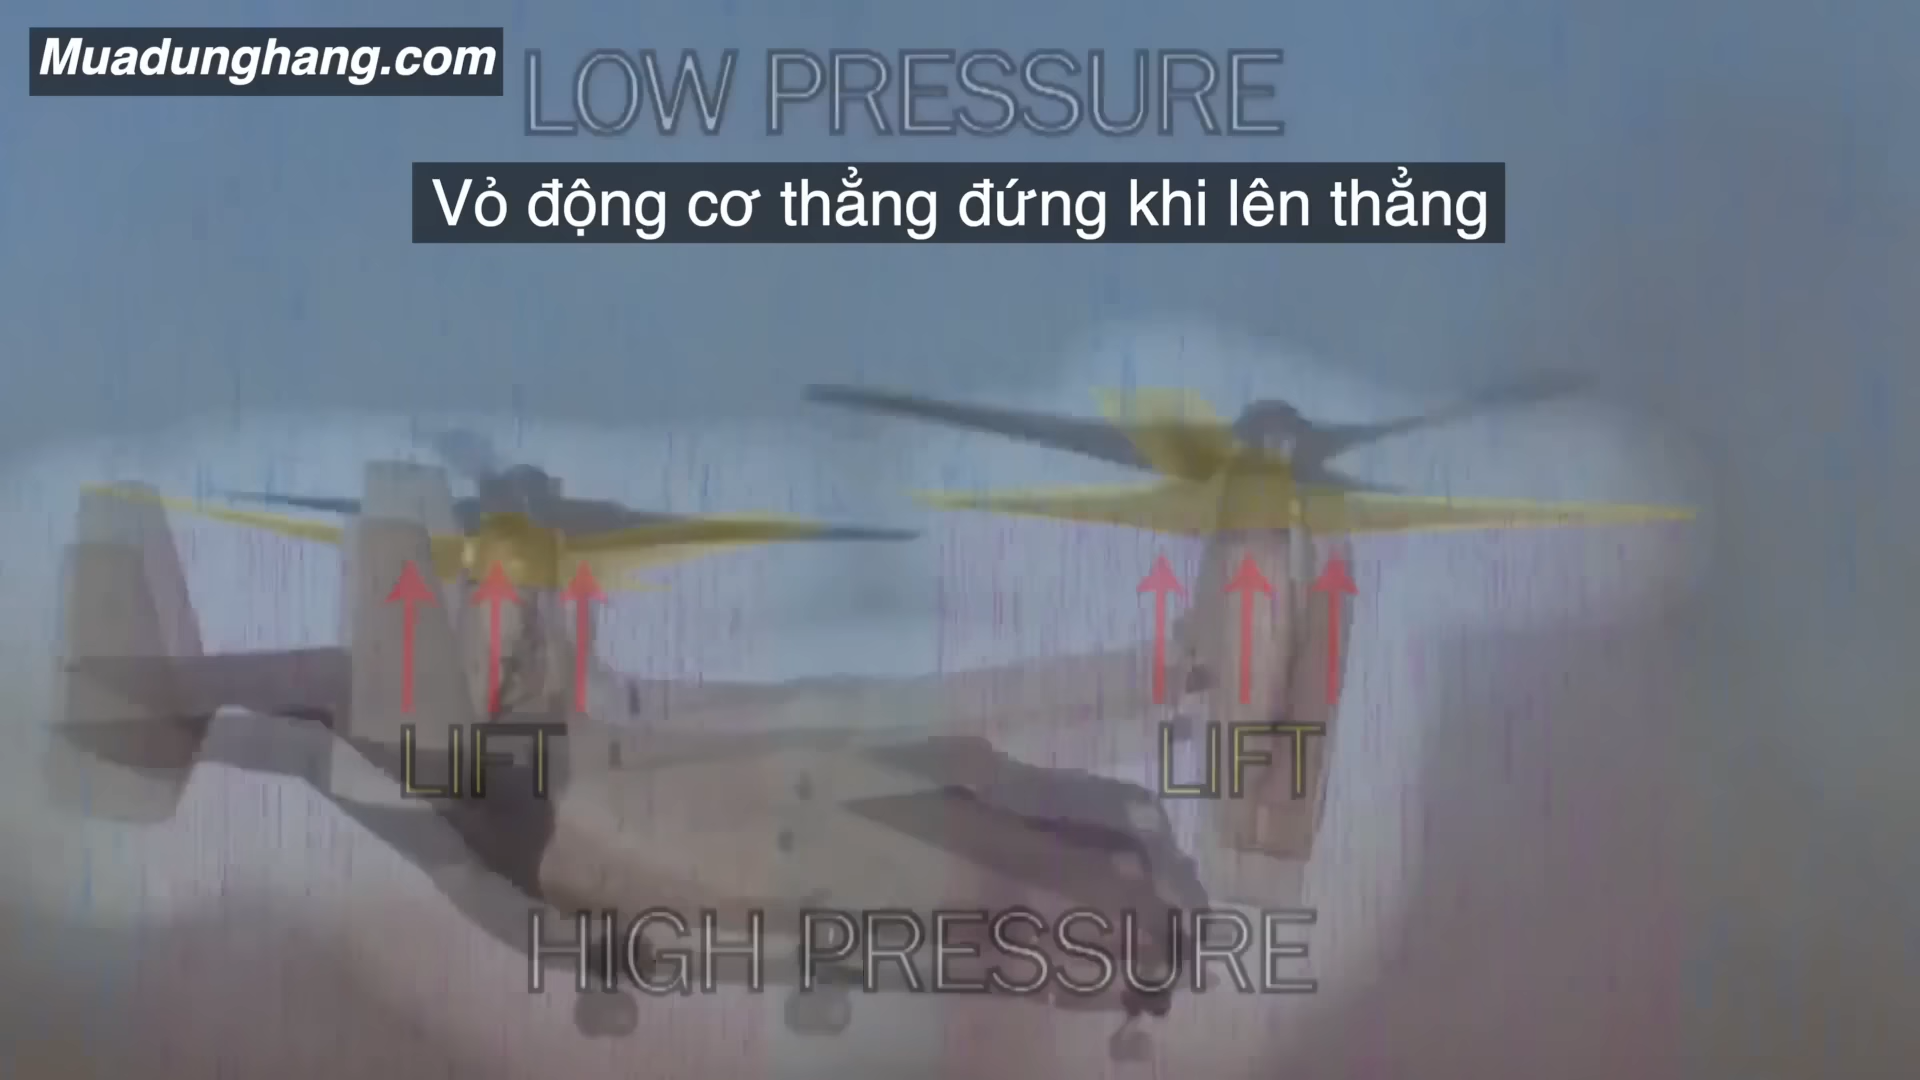 Muadunghang.com
LOW PRESSURE
Vỏ động cơ thẳng đứng khi lên thẳng
LIFT LIFT
HIGH PRESSURE